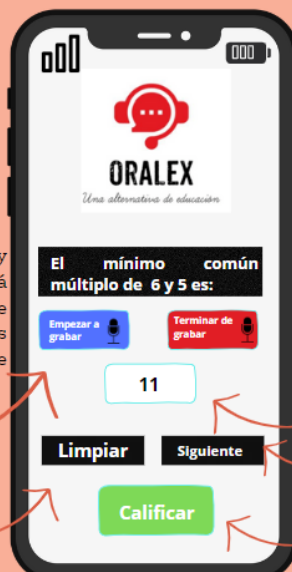 ORALEX
Una alternativa de educación
El mínimo común
múltiplo de 6 y 5 es:
Empezar a
grabar
Terminar de
grabar
11
Limpiar
Siguiente
Calificar
y
á
e
s
e